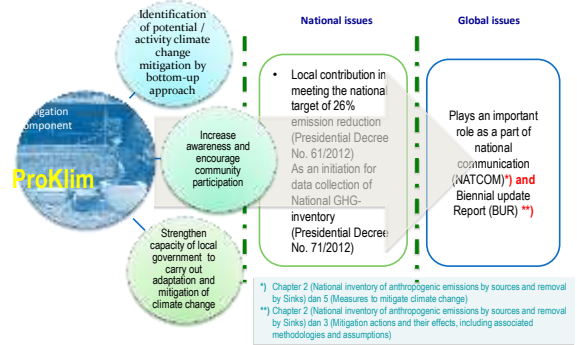 National issues
Global issues
Identification
of potential /
activity climate
change
mitigation by
bottom-up
approach
component
ProKlim
Increase
awareness and
encourage
community
participation
Strengthen
capacity of local
government to
carry out
adaptation and
mitigation of
climate change
• Local contribution in
meeting the national
target of 26%
emission reduction
(Presidential Decree
No. 61/2012)
As an initiation for
data collection of
National GHG-
inventory
(Presidential Decree
No. 71/2012)
Plays an important
role as a part of
national
communication
(NATCOM)*) and
Biennial update
Report (BUR) **)
*) Chapter 2 (National inventory of anthropogenic emissions by sources and removal
by Sinks) dan 5 (Measures to mitigate climate change)
**) Chapter 2 (National inventory of anthropogenic emissions by sources and removal
by Sinks) dan 3 (Mitigation actions and their effects, including associated
methodologies and assumptions)